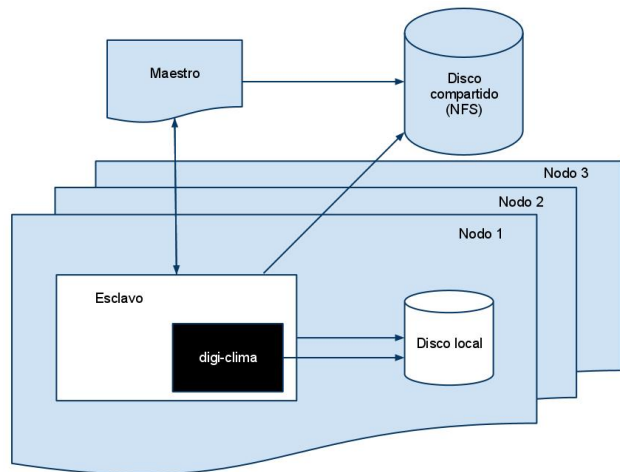 Maestro
Disco
compartido
(NFS)
Nodo 3
Nodo 2
Nodo 1
Esclavo
digi-clima
Disco local